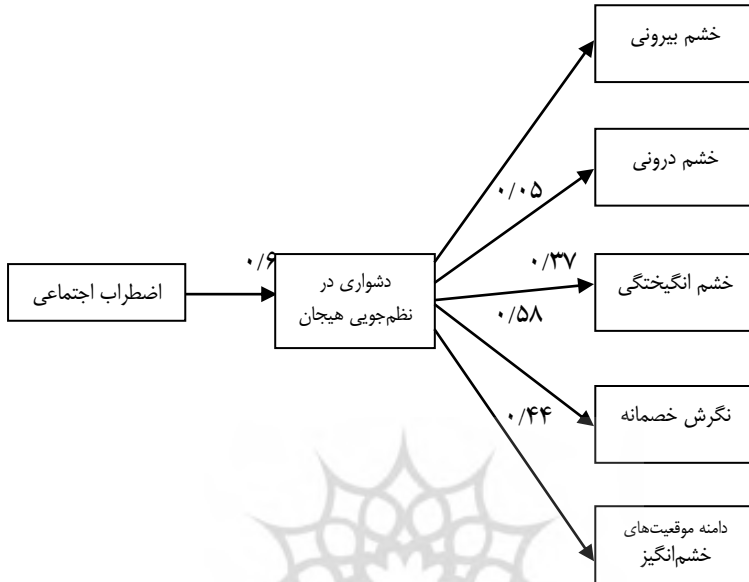 خشم بیرونی
خشم درونی
۰/۰۵
۰/۳۷
خشم انگیختگی
۰/۶
دشواری در
نظم‌جویی هیجان
اضطراب اجتماعی
۰/۵۸
نگرش خصمانه
۰/۴۴
دامنه موقعیت‌های
خشم‌انگیز